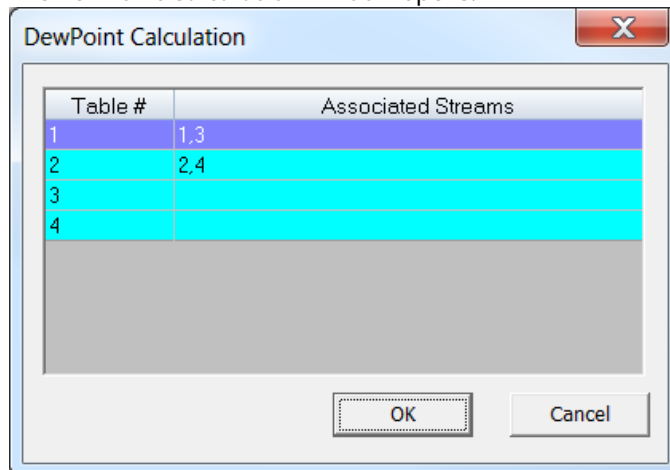 DewPoint Calculation
X
Table # Associated Streams
1 1,3
2 2,4
3
4
OK Cancel